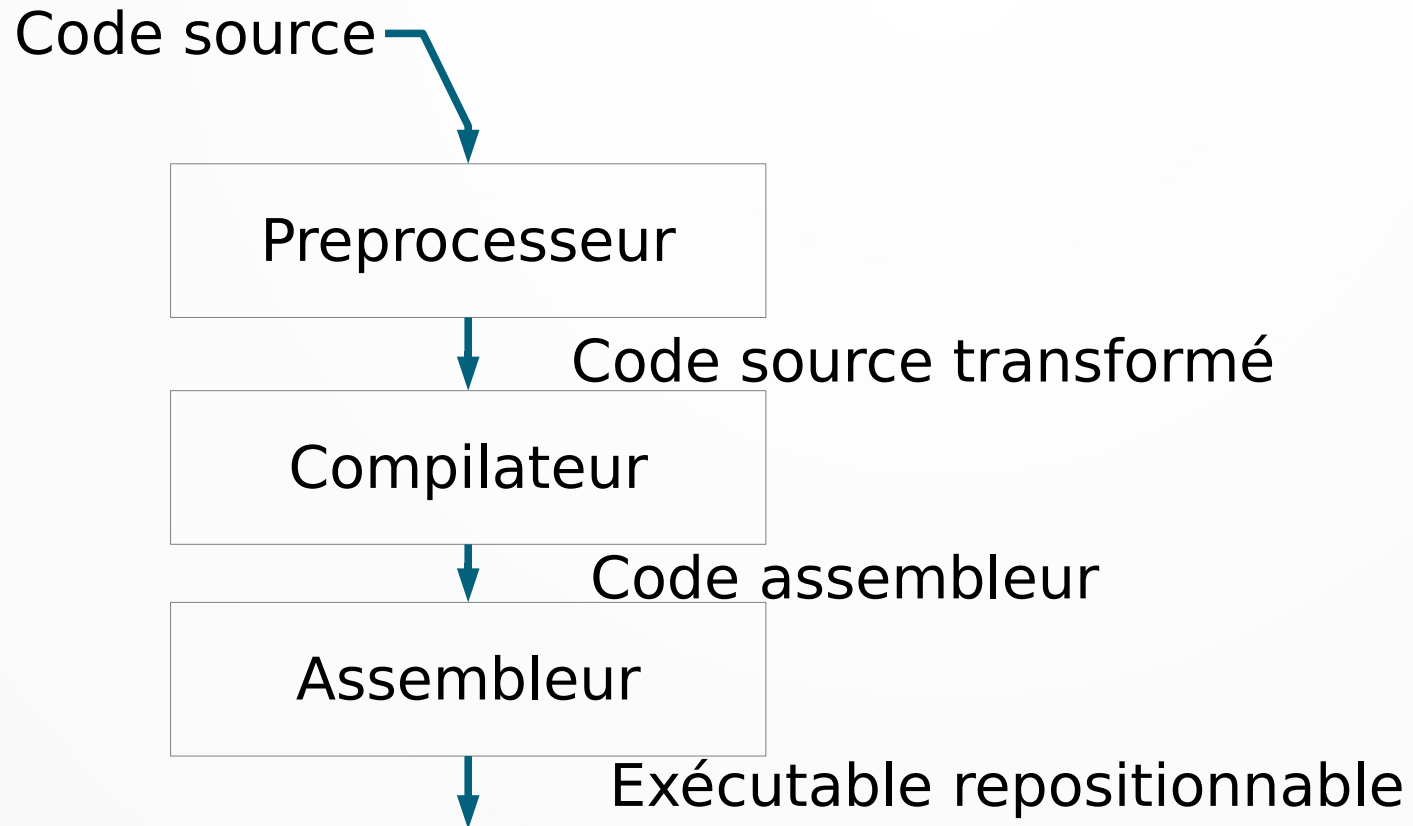 Code source
Preprocesseur
Code source transformé
Compilateur
Code assembleur
Assembleur
Exécutable repositionnable